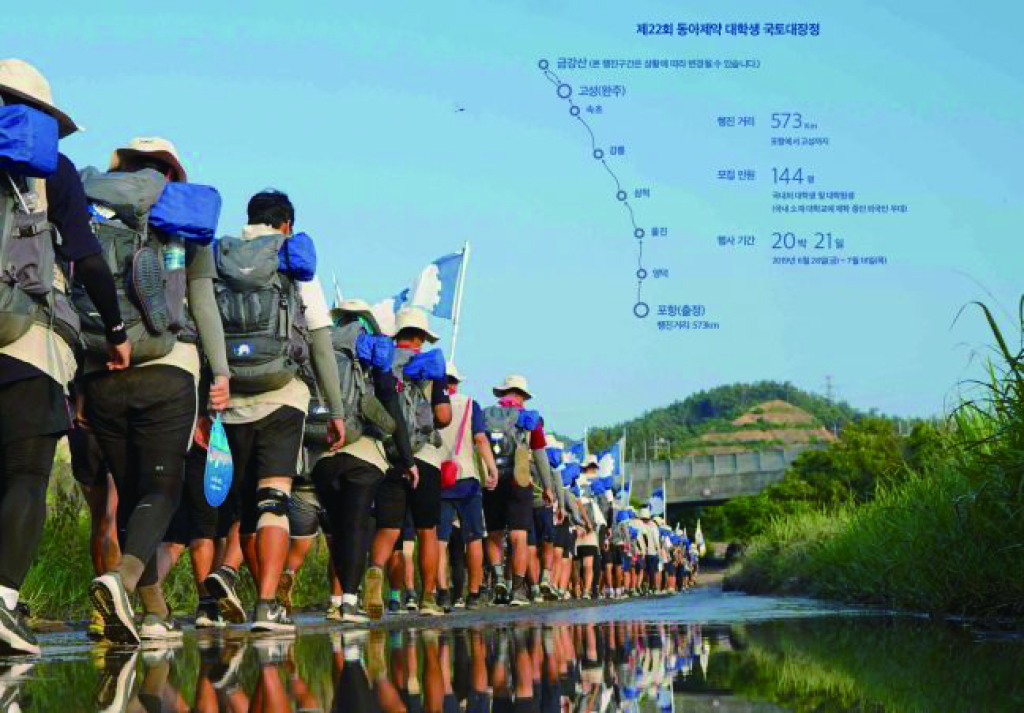 제22회 동아제약 대학생 국토대장정
금강산 (본 행진구간은 상황에 따라 변경될 수 있습니다.)
고성(완주)
속초
강릉
삼척
울진
영덕
포항(출정)
행진거리 573km
행진 거리 573 Km
포항에서 고성까지
모집 인원 144 명
국내외 대학생 및 대학원생
(국내 소재 대학교에 재학 중인 외국인 우대)
행사 기간 20박 21일
2019년 6월 28일(금) ~ 7월 18일(목)